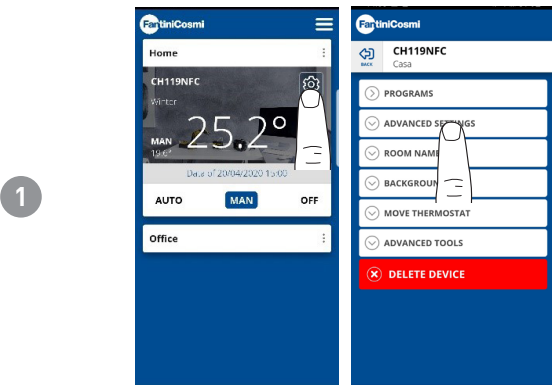 1
FantiniCosmi
Home
CH119NFC
Winter
MAN
19.6°
25.2°
Data of 20/04/2020 15:00
AUTO MAN OFF
Office
FantiniCosmi
BACK
CH119NFC
Casa
PROGRAMS
ADVANCED SETTINGS
ROOM NAME
BACKGROUN
MOVE THERMOSTAT
ADVANCED TOOLS
DELETE DEVICE